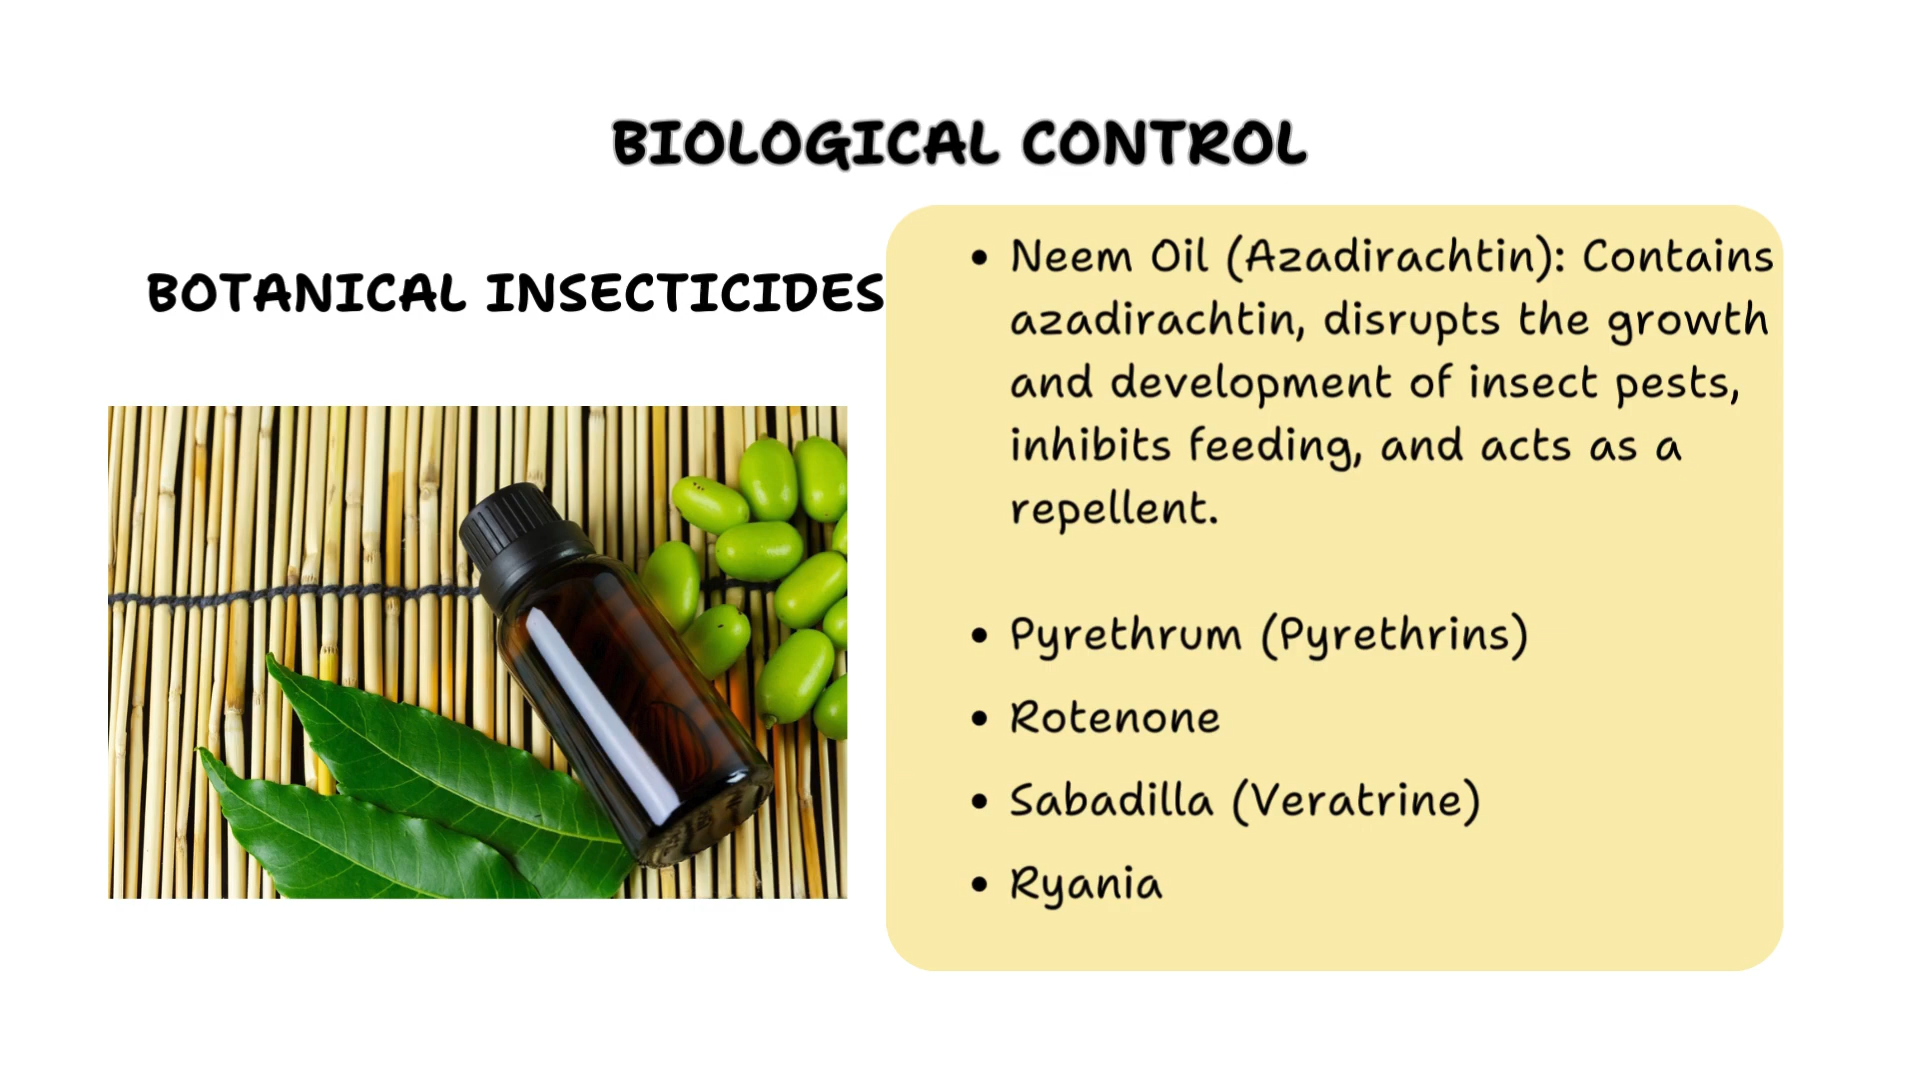 BIOLOGICAL CONTROL
BOTANICAL INSECTICIDES
• Neem Oil (Azadirachtin): Contains
azadirachtin, disrupts the growth
and development of insect pests,
inhibits feeding, and acts as a
repellent.
• Pyrethrum (Pyrethrins)
• Rotenone
• Sabadilla (Veratrine)
• Ryania